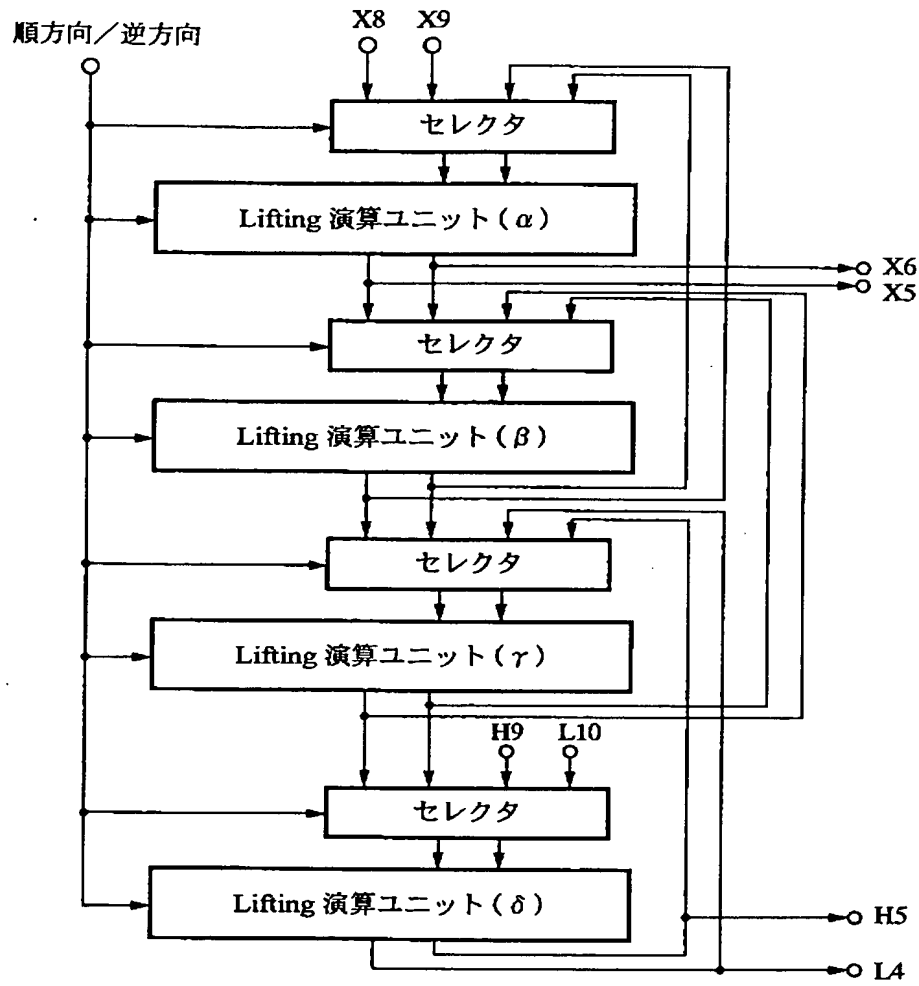 順方向／逆方向
X8
X9
セレクタ
Lifting 演算ユニット(α)
X6
X5
セレクタ
Lifting 演算ユニット(β)
セレクタ
Lifting 演算ユニット(γ)
H9
L10
セレクタ
Lifting 演算ユニット(δ)
H5
L4